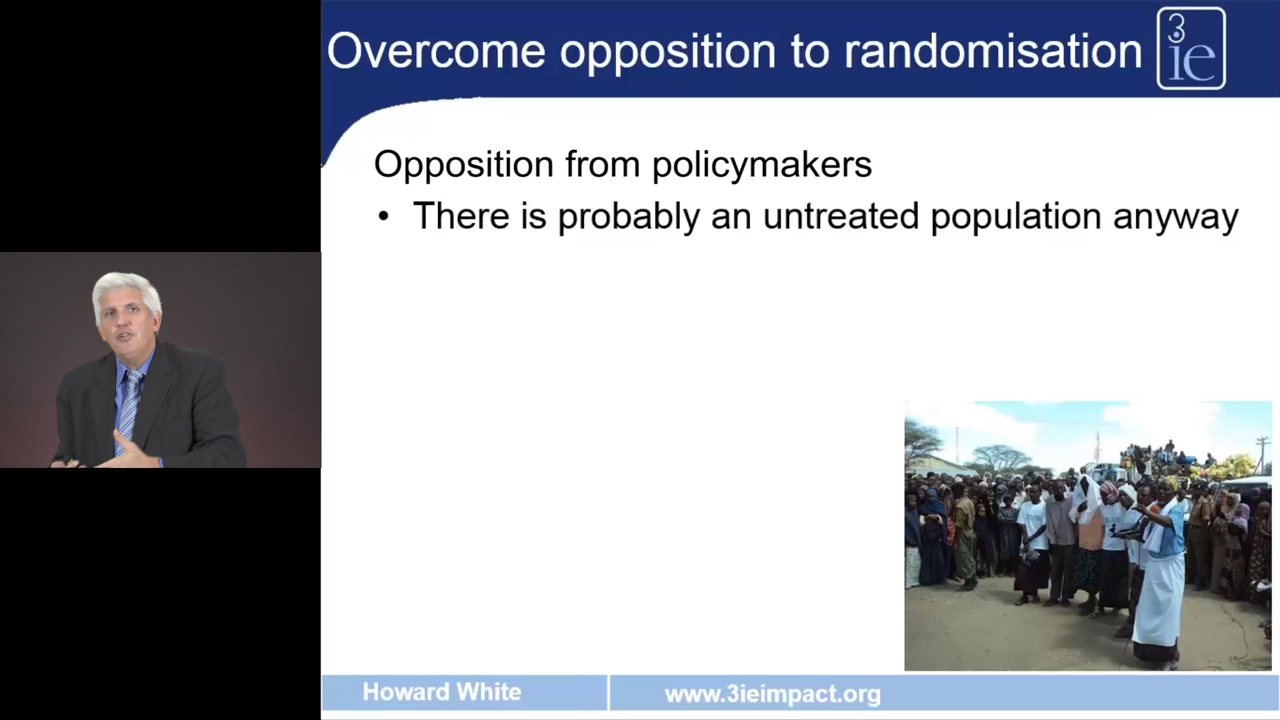 Overcome opposition to randomisation
3
ie
Opposition from policymakers
• There is probably an untreated population anyway
Howard White
www.3ieimpact.org